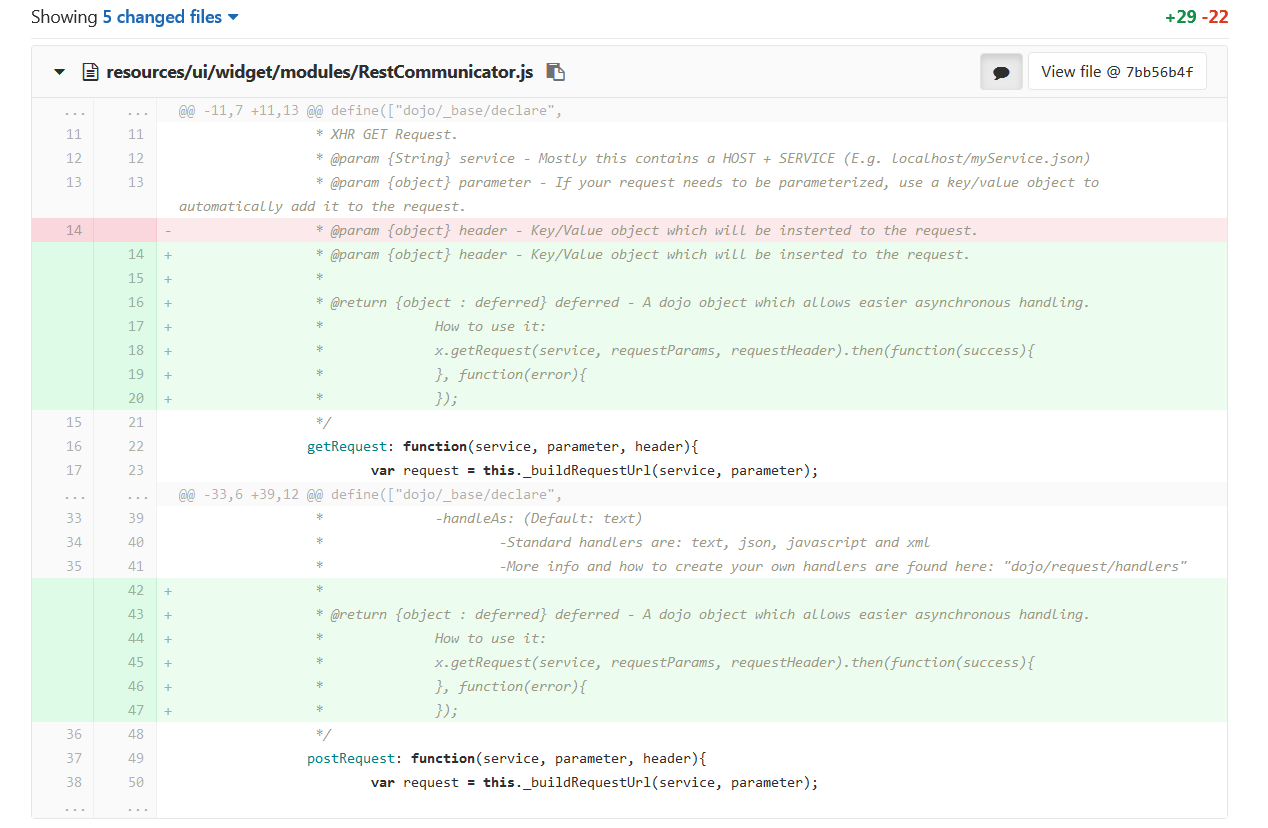 Showing 5 changed files +29 -22
resources/ui/widget/modules/RestCommunicator.js View file @ 7bb56b4f
... ... @@ -11,7 +11,13 @@ define(["dojo/_base/declare",
11 11 * XHR GET Request.
12 12 * @param {String} service - Mostly this contains a HOST + SERVICE (E.g. localhost/myService.json)
13 13 * @param {object} parameter - If your request needs to be parameterized, use a key/value object to
automatically add it to the request.
14 - * @param {object} header - Key/Value object which will be insterted to the request.
14 + * @param {object} header - Key/Value object which will be inserted to the request.
15 + *
16 + * @return {object : deferred} deferred - A dojo object which allows easier asynchronous handling.
17 + * How to use it:
18 + * x.getRequest(service, requestParams, requestHeader).then(function(success){
19 + * }, function(error){
20 + * });
15 21 */
16 22 getRequest: function(service, parameter, header){
17 23 var request = this._buildRequestUrl(service, parameter);
... ... @@ -33,6 +39,12 @@ define(["dojo/_base/declare",
33 39 * -handleAs: (Default: text)
34 40 * -Standard handlers are: text, json, javascript and xml
35 41 * -More info and how to create your own handlers are found here: "dojo/request/handlers"
42 + *
43 + * @return {object : deferred} deferred - A dojo object which allows easier asynchronous handling.
44 + * How to use it:
45 + * x.getRequest(service, requestParams, requestHeader).then(function(success){
46 + * }, function(error){
47 + * });
36 48 */
37 49 postRequest: function(service, parameter, header){
38 50 var request = this._buildRequestUrl(service, parameter);
... ...